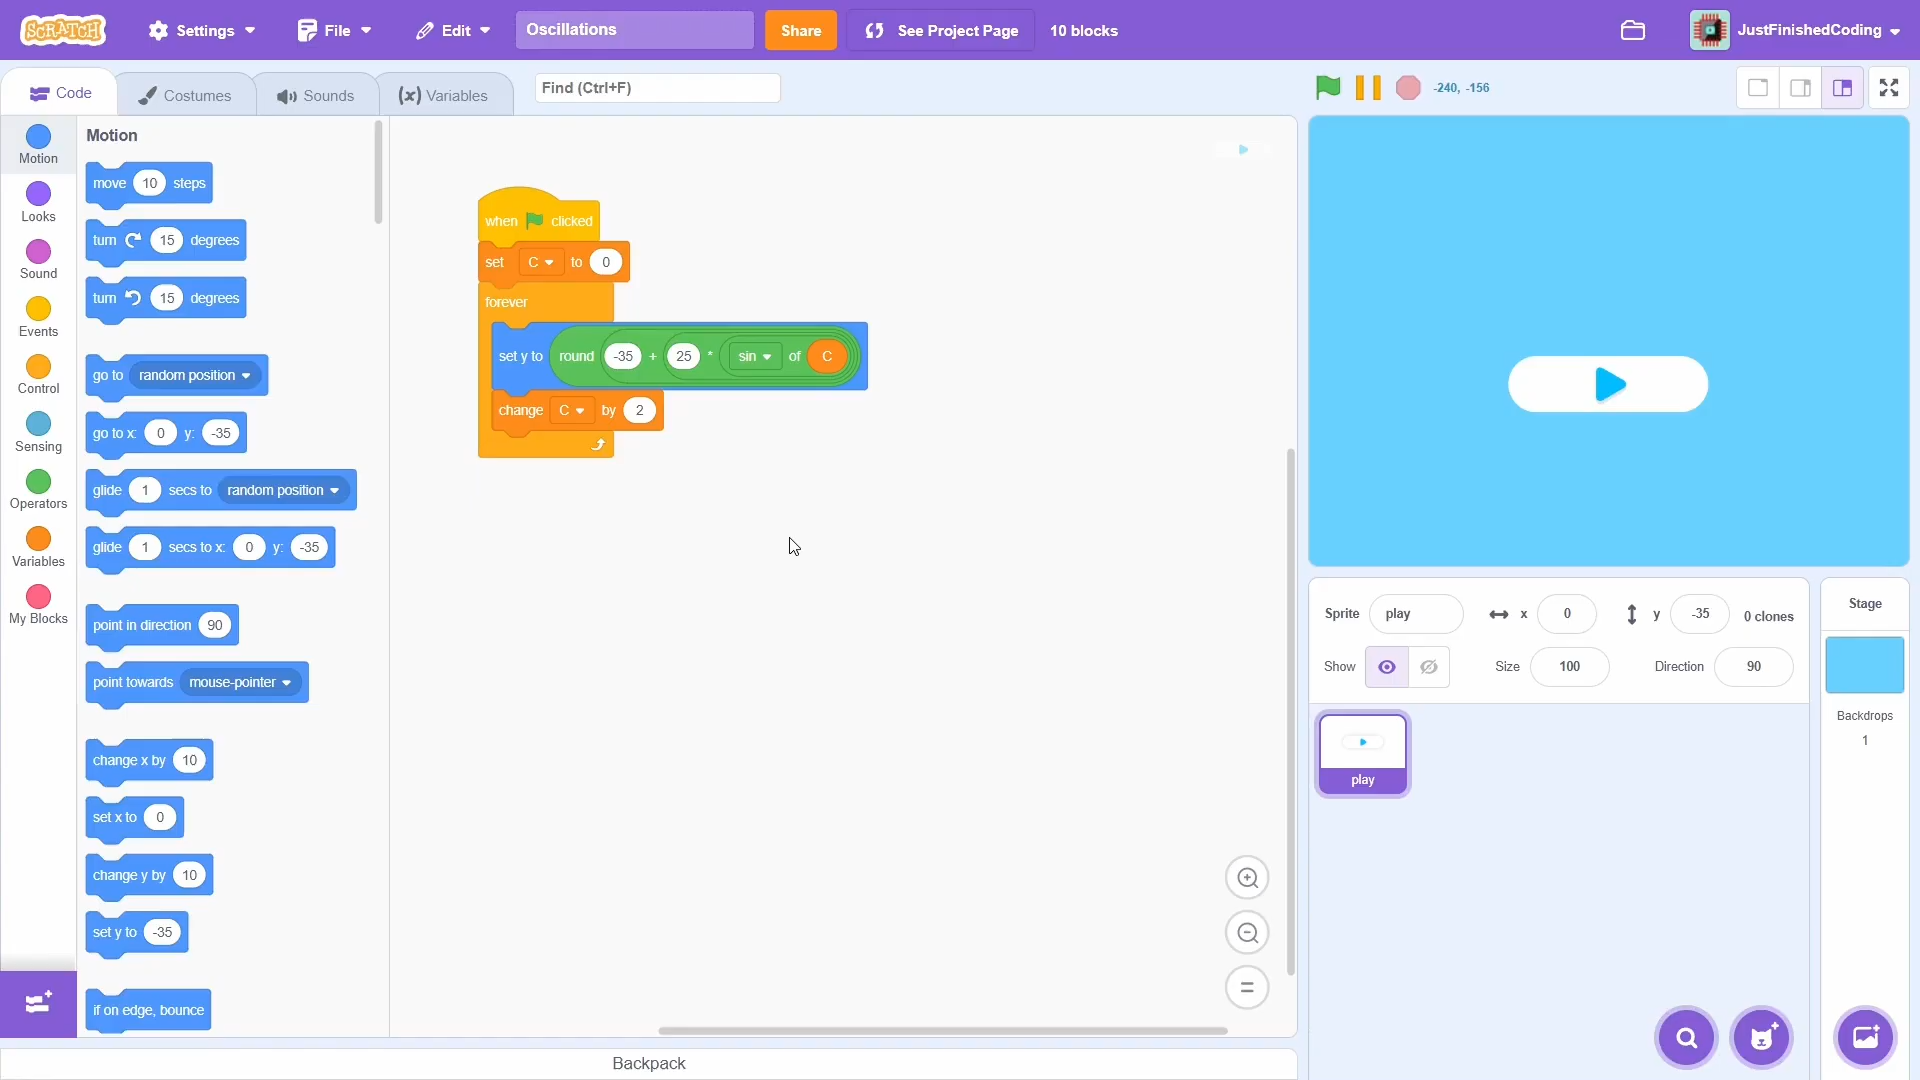 SCRATCH Settings File Edit Oscillations Share See Project Page 10 blocks JustFinishedCoding
Code Costumes Sounds (x) Variables Find (Ctrl+F) -240, -156
Motion
Looks
Sound
Events
Control
Sensing
Operators
Variables
My Blocks
Motion
move 10 steps
turn 15 degrees
turn 15 degrees
go to random position
go to x: 0 y: -35
glide 1 secs to random position
glide 1 secs to x: 0 y: -35
point in direction 90
point towards mouse-pointer
change x by 10
set x to 0
change y by 10
set y to -35
if on edge, bounce
when clicked
set C to 0
forever
set y to round -35 + 25 * sin of C
change C by 2
Sprite play x 0 y -35 0 clones
Show Size 100 Direction 90
play
Stage
Backdrops
1
Backpack